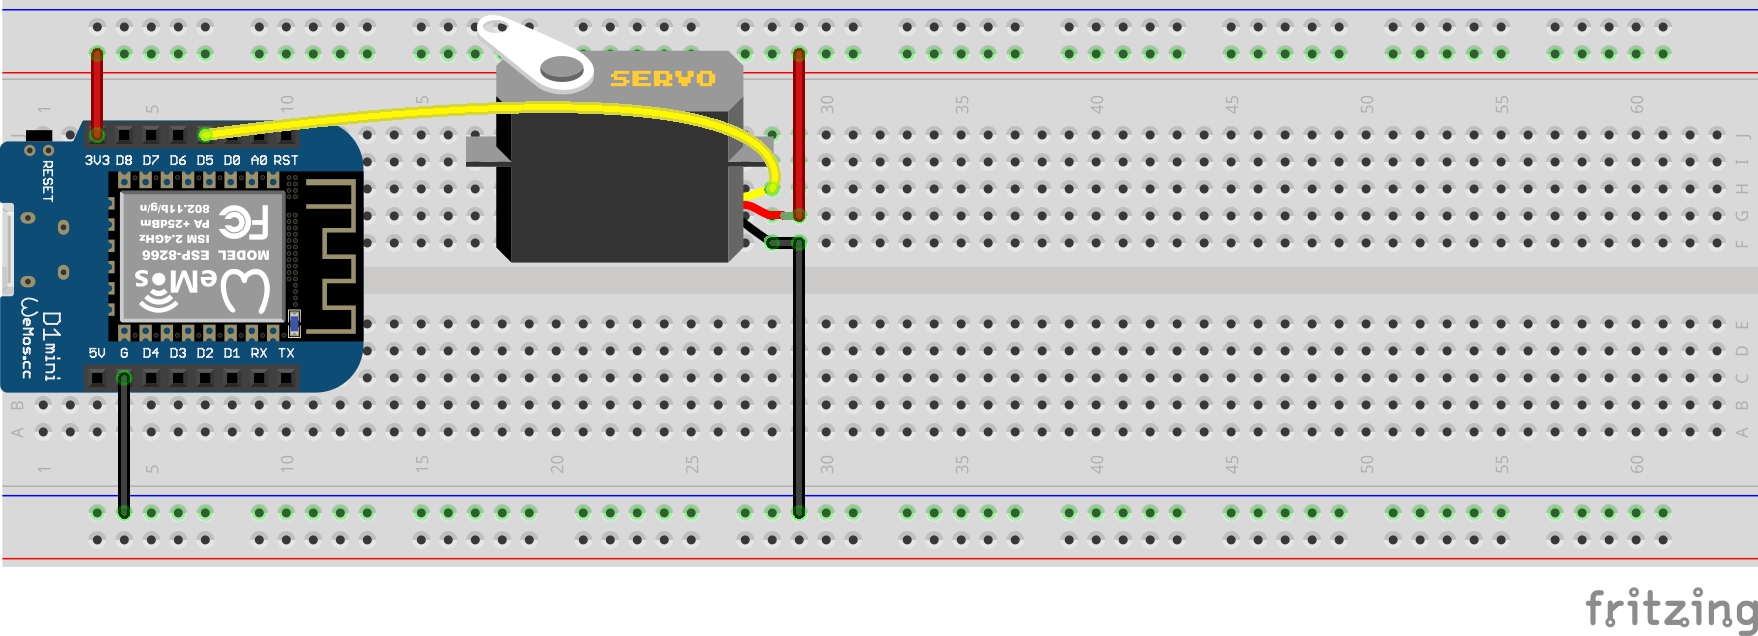 SERVO
1 5 10 15 30 35 40 45 50 55 60
J J
3V3 D8 D7 D6 D5 D0 A0 RST
RESET
I
H
G
F
802.11b/g/n
PA +25dBm
ISM 2.4GHz
MODEL ESP-8266
FC
WeMos
D1mini
WeMos.cc
5V G D4 D3 D2 D1 RX TX
E
D
C
B B
A A
1 5 10 15 20 25 30 35 40 45 50 55 60
fritzing